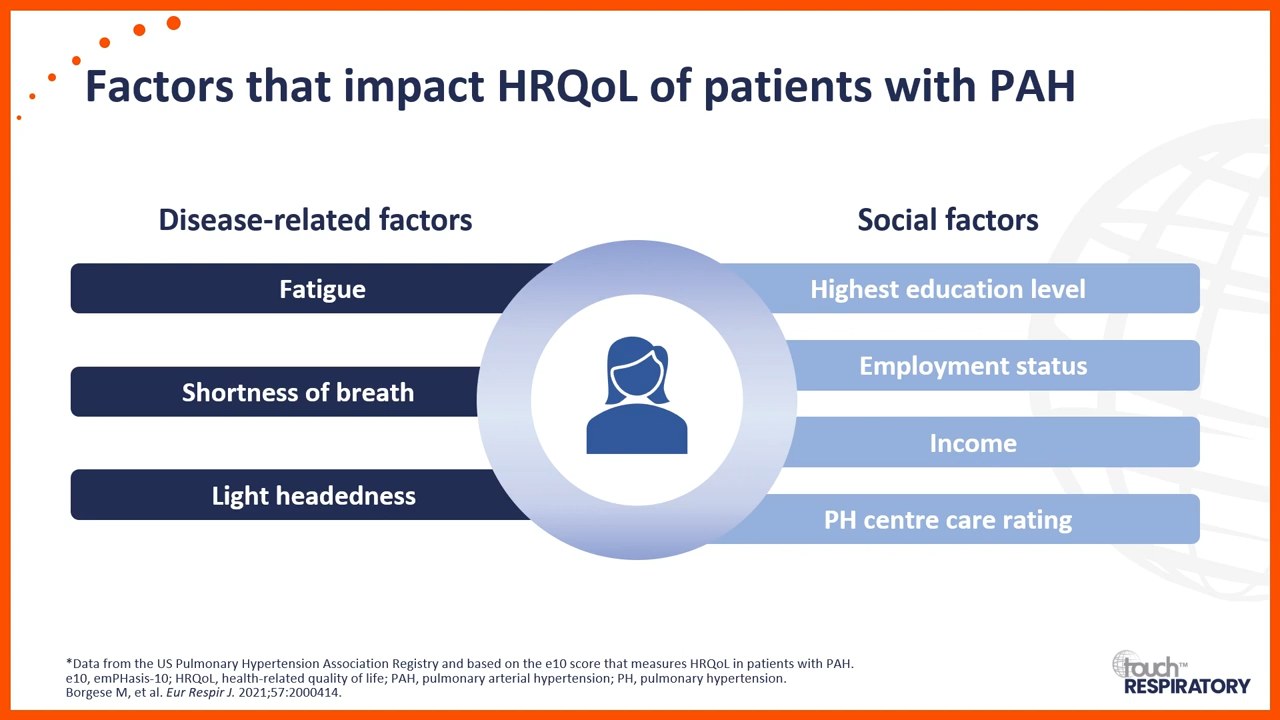 Factors that impact HRQoL of patients with PAH
Disease-related factors
Fatigue
Shortness of breath
Light headedness
Social factors
Highest education level
Employment status
Income
PH centre care rating
*Data from the US Pulmonary Hypertension Association Registry and based on the e10 score that measures HRQoL in patients with PAH.
e10, emPHasis-10; HRQoL, health-related quality of life; PAH, pulmonary arterial hypertension; PH, pulmonary hypertension.
Borgese M, et al. Eur Respir J. 2021;57:2000414.
touch™
RESPIRATORY